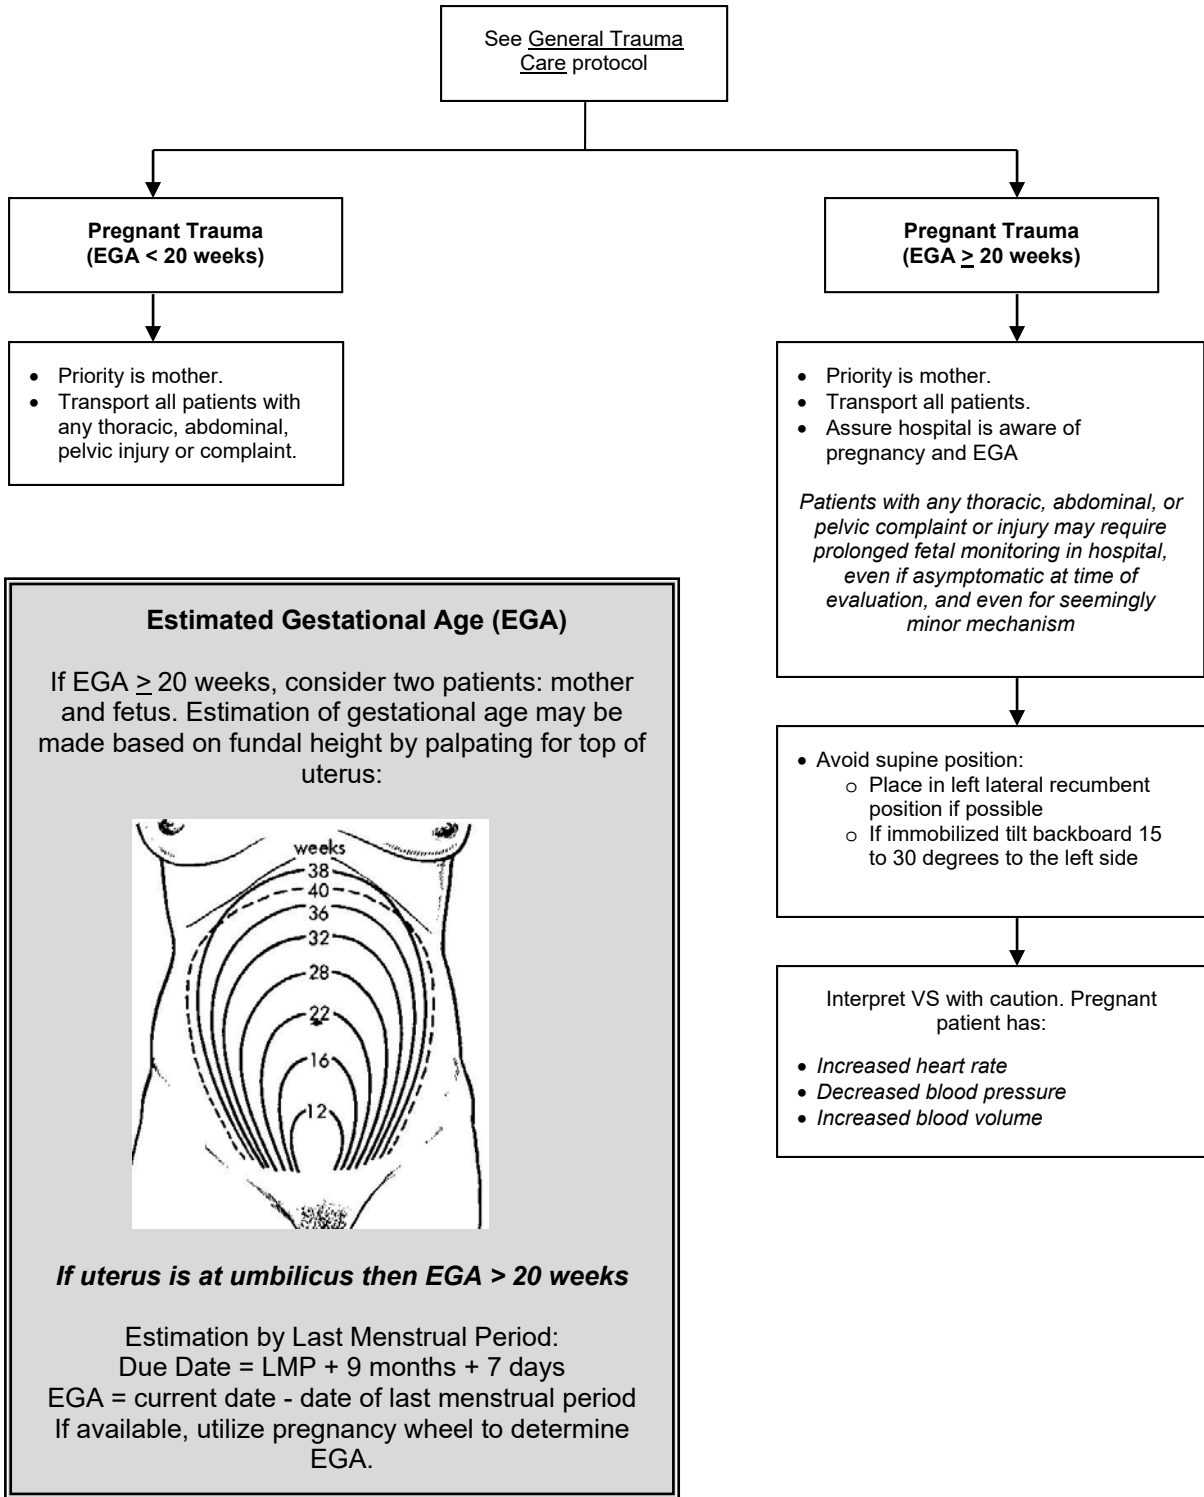 See General Trauma
Care protocol
Pregnant Trauma
(EGA < 20 weeks)
• Priority is mother.
• Transport all patients with
any thoracic, abdominal,
pelvic injury or complaint.
Pregnant Trauma
(EGA ≥ 20 weeks)
• Priority is mother.
• Transport all patients.
• Assure hospital is aware of
pregnancy and EGA
Patients with any thoracic, abdominal, or
pelvic complaint or injury may require
prolonged fetal monitoring in hospital,
even if asymptomatic at time of
evaluation, and even for seemingly
minor mechanism
• Avoid supine position:
o Place in left lateral recumbent
position if possible
o If immobilized tilt backboard 15
to 30 degrees to the left side
Interpret VS with caution. Pregnant
patient has:
• Increased heart rate
• Decreased blood pressure
• Increased blood volume
Estimated Gestational Age (EGA)
If EGA ≥ 20 weeks, consider two patients: mother
and fetus. Estimation of gestational age may be
made based on fundal height by palpating for top of
uterus:
weeks
38
40
36
32
28
22
16
12
If uterus is at umbilicus then EGA > 20 weeks
Estimation by Last Menstrual Period:
Due Date = LMP + 9 months + 7 days
EGA = current date - date of last menstrual period
If available, utilize pregnancy wheel to determine
EGA.